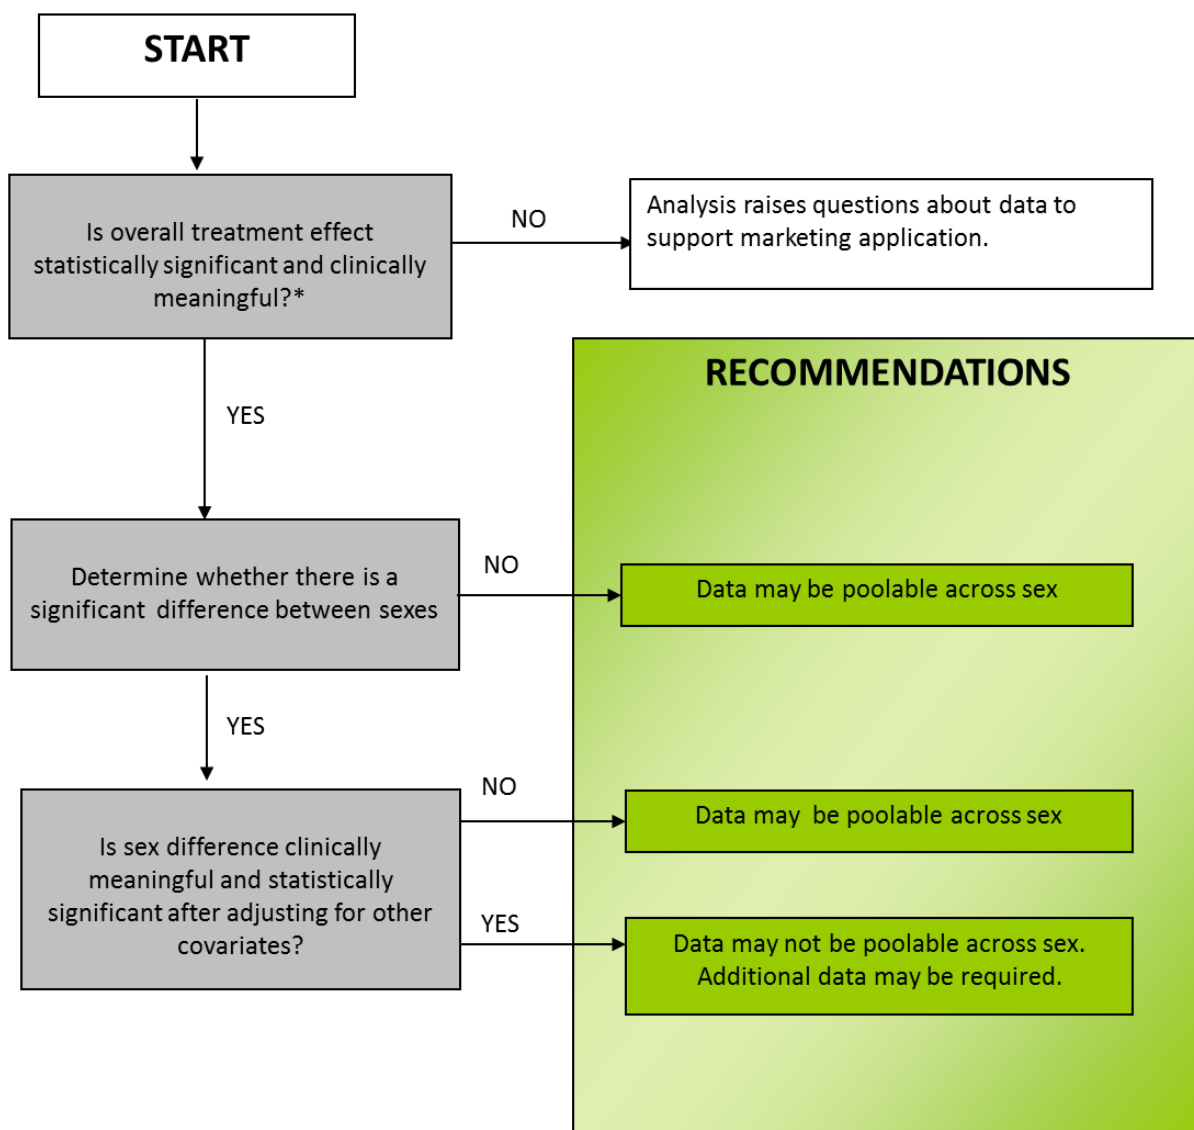 START
Is overall treatment effect
statistically significant and clinically
meaningful?*
NO
Analysis raises questions about data to
support marketing application.
YES
RECOMMENDATIONS
Determine whether there is a
significant difference between sexes
NO
Data may be poolable across sex
YES
Is sex difference clinically
meaningful and statistically
significant after adjusting for other
covariates?
NO
Data may be poolable across sex
YES
Data may not be poolable across sex.
Additional data may be required.